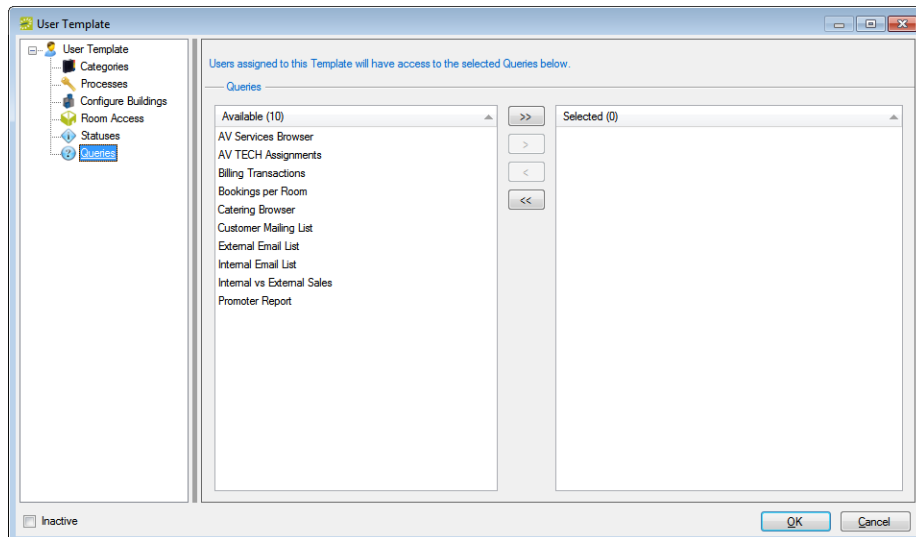 User Template
User Template
Categories
Processes
Configure Buildings
Room Access
Statuses
Queries
Users assigned to this Template will have access to the selected Queries below.
Queries
Available (10)
AV Services Browser
AV TECH Assignments
Billing Transactions
Bookings per Room
Catering Browser
Customer Mailing List
External Email List
Internal Email List
Internal vs External Sales
Promoter Report
>>
>
<
<<
Selected (0)
Inactive
OK
Cancel